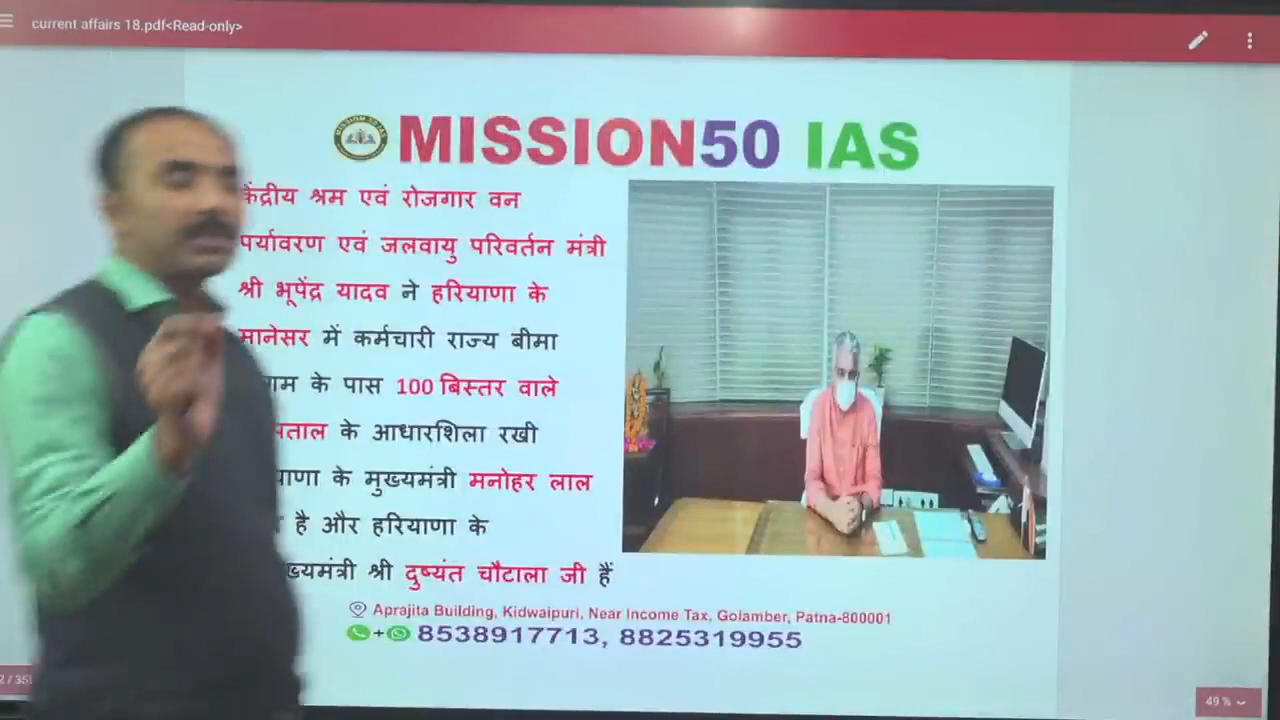 current affairs 18.pdf<Read-only>
MISSION50 IAS
केंद्रीय श्रम एवं रोजगार वन
पर्यावरण एवं जलवायु परिवर्तन मंत्री
श्री भूपेंद्र यादव ने हरियाणा के
मानेसर में कर्मचारी राज्य बीमा
के पास 100 बिस्तर वाले
के आधारशिला रखी
के मुख्यमंत्री मनोहर लाल
है और हरियाणा के
श्री दुष्यंत चौटाला जी हैं
Aprajita Building, Kidwaipuri, Near Income Tax, Golamber, Patna-800001
+ 8538917713, 8825319955
49 %